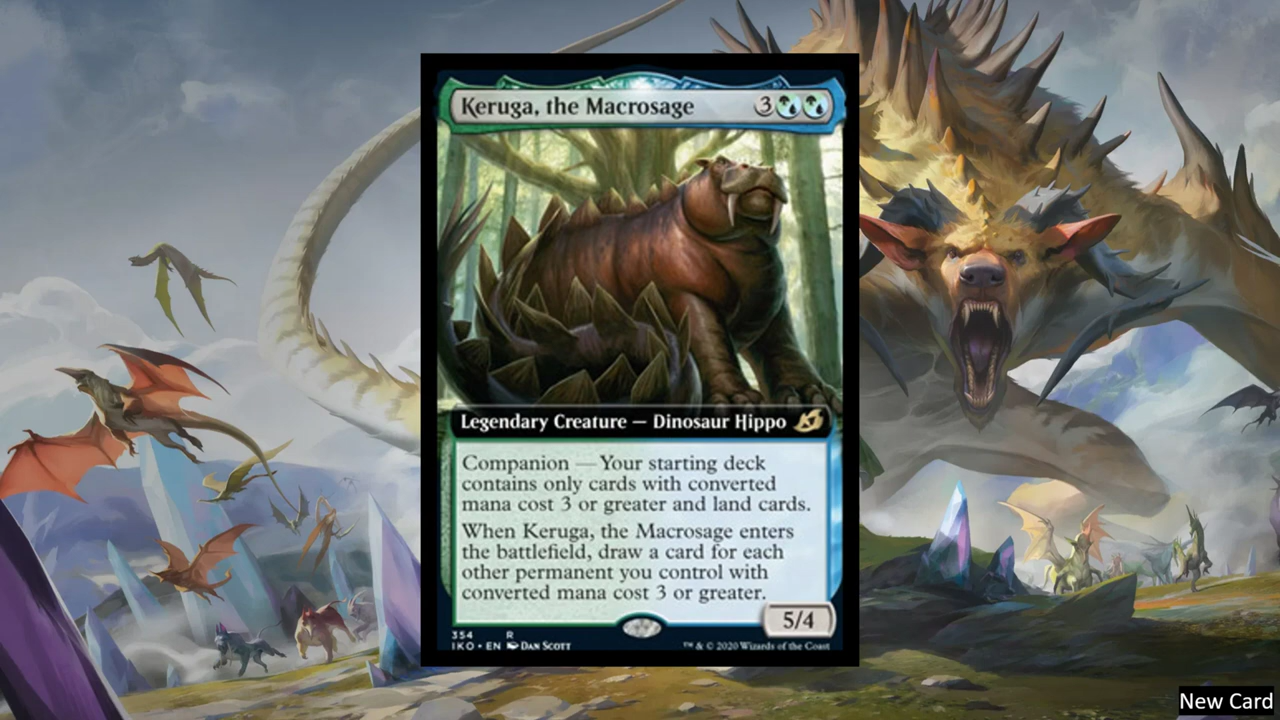 Keruga, the Macrosage 3
Legendary Creature — Dinosaur Hippo
Companion — Your starting deck
contains only cards with converted
mana cost 3 or greater and land cards.
When Keruga, the Macrosage enters
the battlefield, draw a card for each
other permanent you control with
converted mana cost 3 or greater.
5/4
354 R
IKO • EN DAN SCOTT
™ & © 2020 Wizards of the Coast
New Card